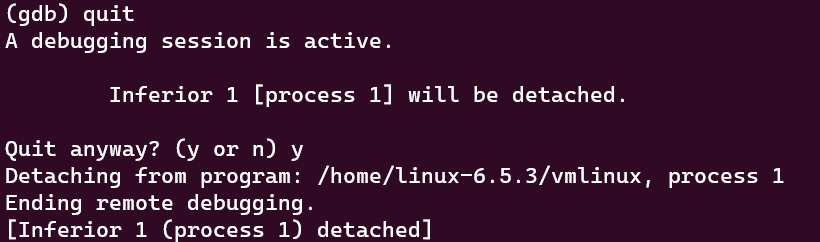 (gdb) quit
A debugging session is active.
Inferior 1 [process 1] will be detached.
Quit anyway? (y or n) y
Detaching from program: /home/linux-6.5.3/vmlinux, process 1
Ending remote debugging.
[Inferior 1 (process 1) detached]